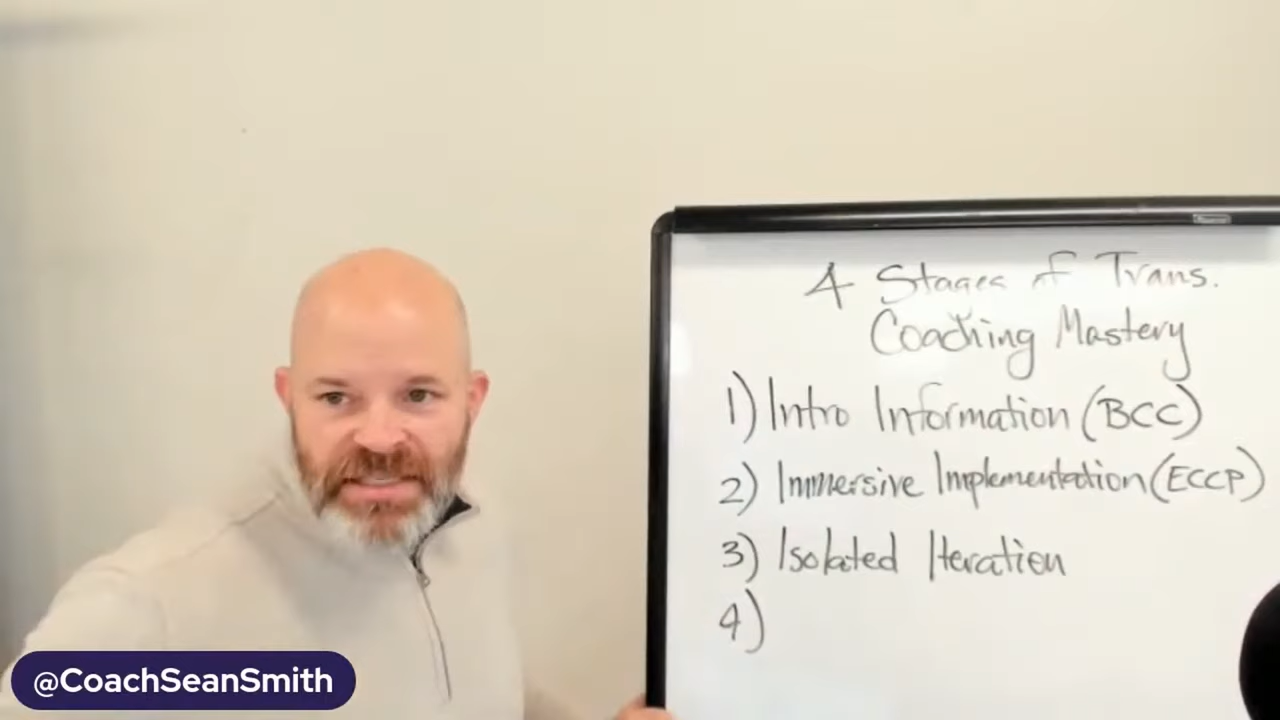 4 Stages of Trans.
Coaching Mastery
1) Intro Information (BCC)
2) Immersive Implementation (ECCP)
3) Isolated Iteration
4)
@CoachSeanSmith